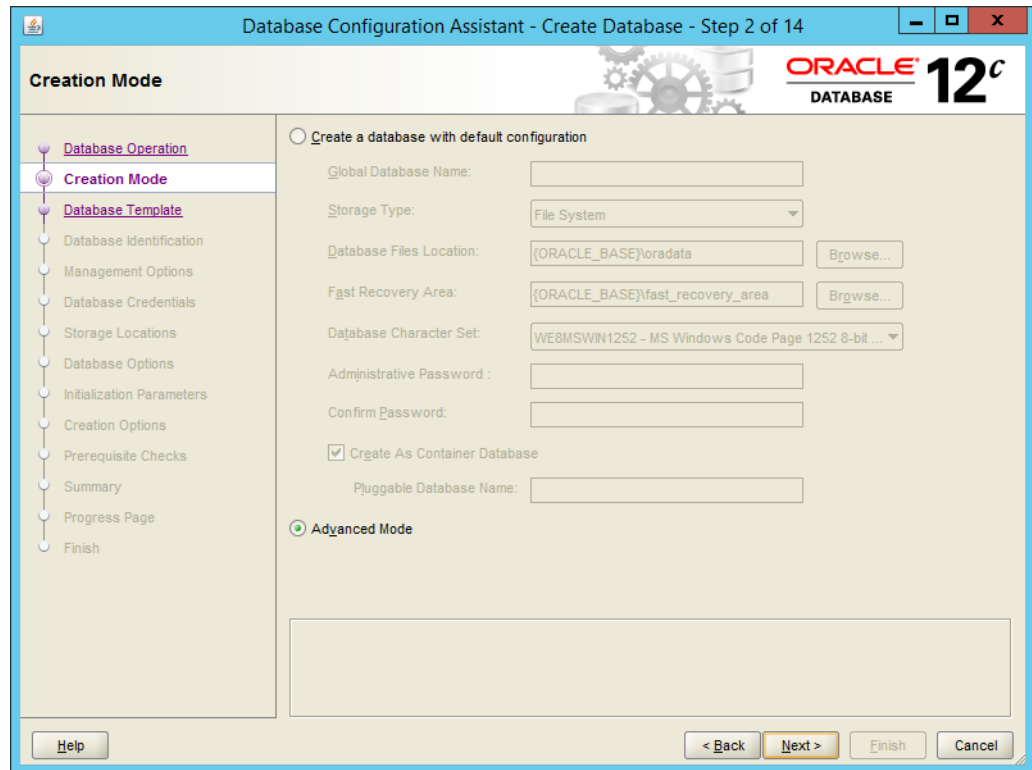 Database Configuration Assistant - Create Database - Step 2 of 14
Creation Mode
ORACLE®
DATABASE
12c
Database Operation
Creation Mode
Database Template
Database Identification
Management Options
Database Credentials
Storage Locations
Database Options
Initialization Parameters
Creation Options
Prerequisite Checks
Summary
Progress Page
Finish
Create a database with default configuration
Global Database Name:
Storage Type:
File System
Database Files Location:
{ORACLE_BASE}\oradata
Browse...
Fast Recovery Area:
{ORACLE_BASE}\fast_recovery_area
Browse...
Database Character Set:
WE8MSWIN1252 - MS Windows Code Page 1252 8-bit ...
Administrative Password :
Confirm Password:
Create As Container Database
Pluggable Database Name:
Advanced Mode
Help
< Back
Next >
Finish
Cancel